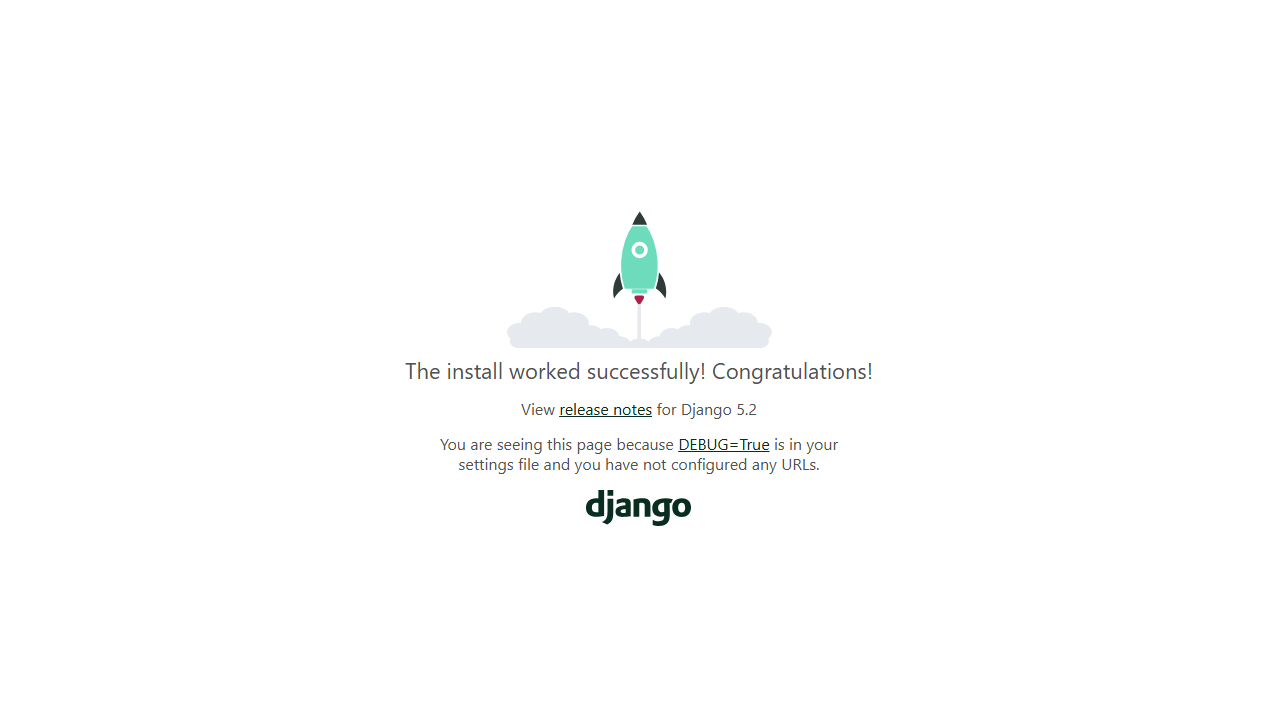 The install worked successfully! Congratulations!
View release notes for Django 5.2
You are seeing this page because DEBUG=True is in your
settings file and you have not configured any URLs.
django